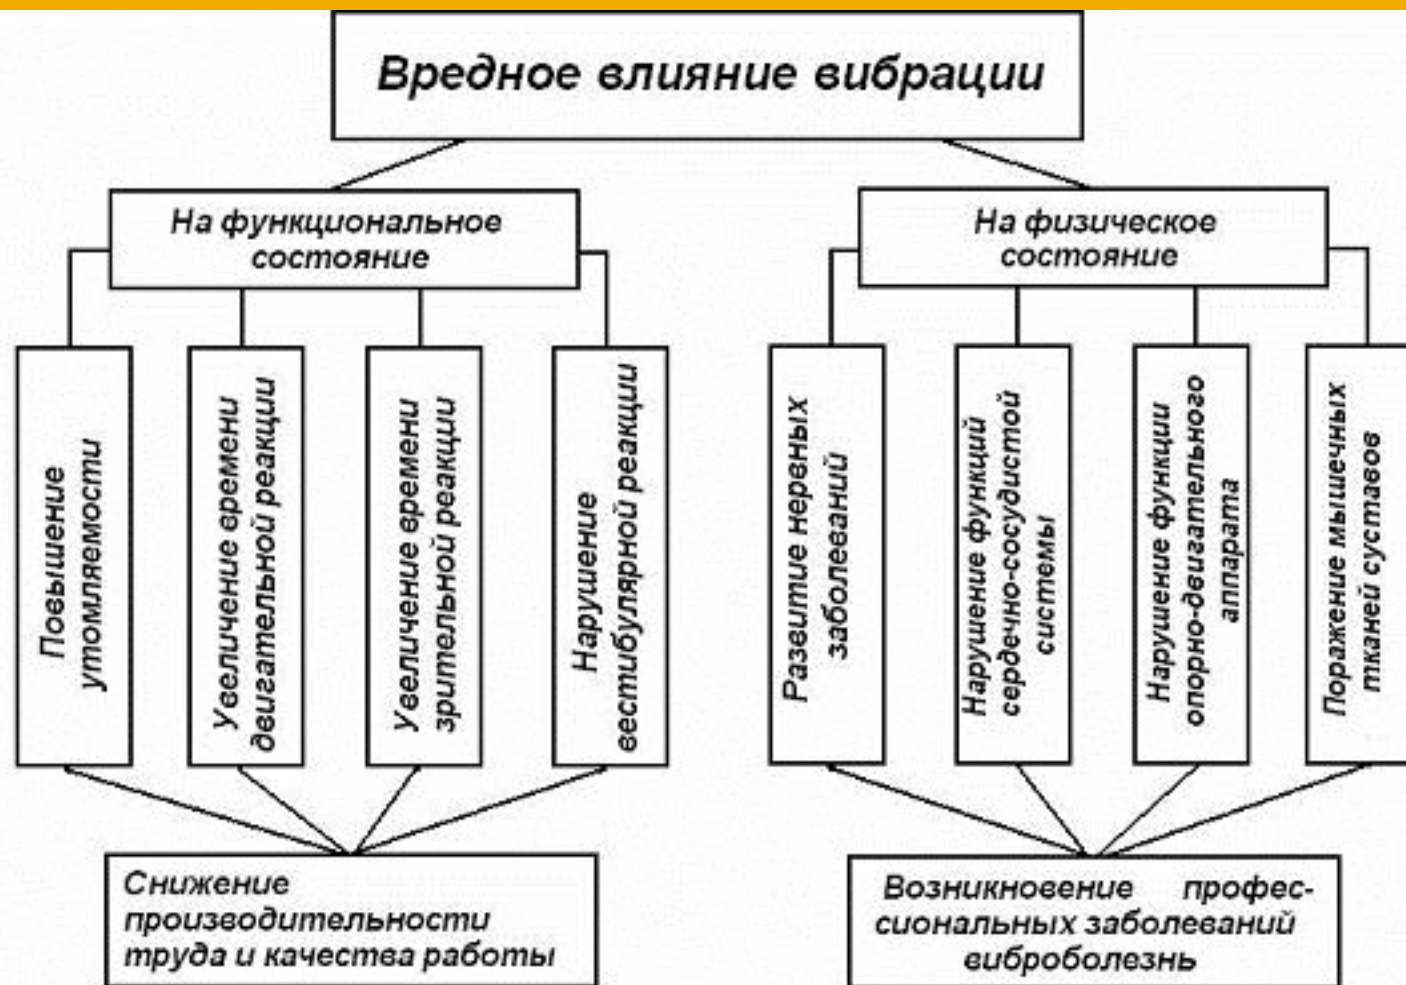 Вредное влияние вибрации
На функциональное
состояние
На физическое
состояние
Повышение
утомляемости
Увеличение времени
двигательной реакции
Увеличение времени
зрительной реакции
Нарушение
вестибулярной реакции
Развитие нервных
заболеваний
Нарушение функций
сердечно-сосудистой
системы
Нарушение функции
опорно-двигательного
аппарата
Поражение мышечных
тканей суставов
Снижение
производительности
труда и качества работы
Возникновение профес-
сиональных заболеваний
виброболезнь